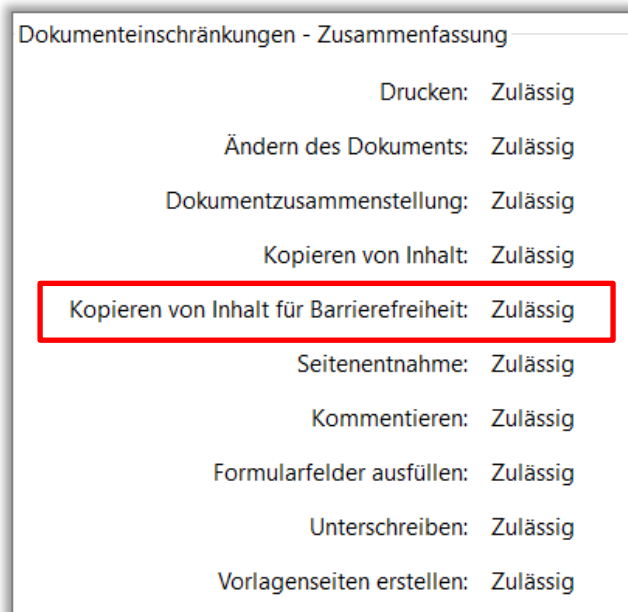 Dokumenteinschränkungen - Zusammenfassung
Drucken: Zulässig
Ändern des Dokuments: Zulässig
Dokumentzusammenstellung: Zulässig
Kopieren von Inhalt: Zulässig
Kopieren von Inhalt für Barrierefreiheit: Zulässig
Seitenentnahme: Zulässig
Kommentieren: Zulässig
Formularfelder ausfüllen: Zulässig
Unterschreiben: Zulässig
Vorlagenseiten erstellen: Zulässig